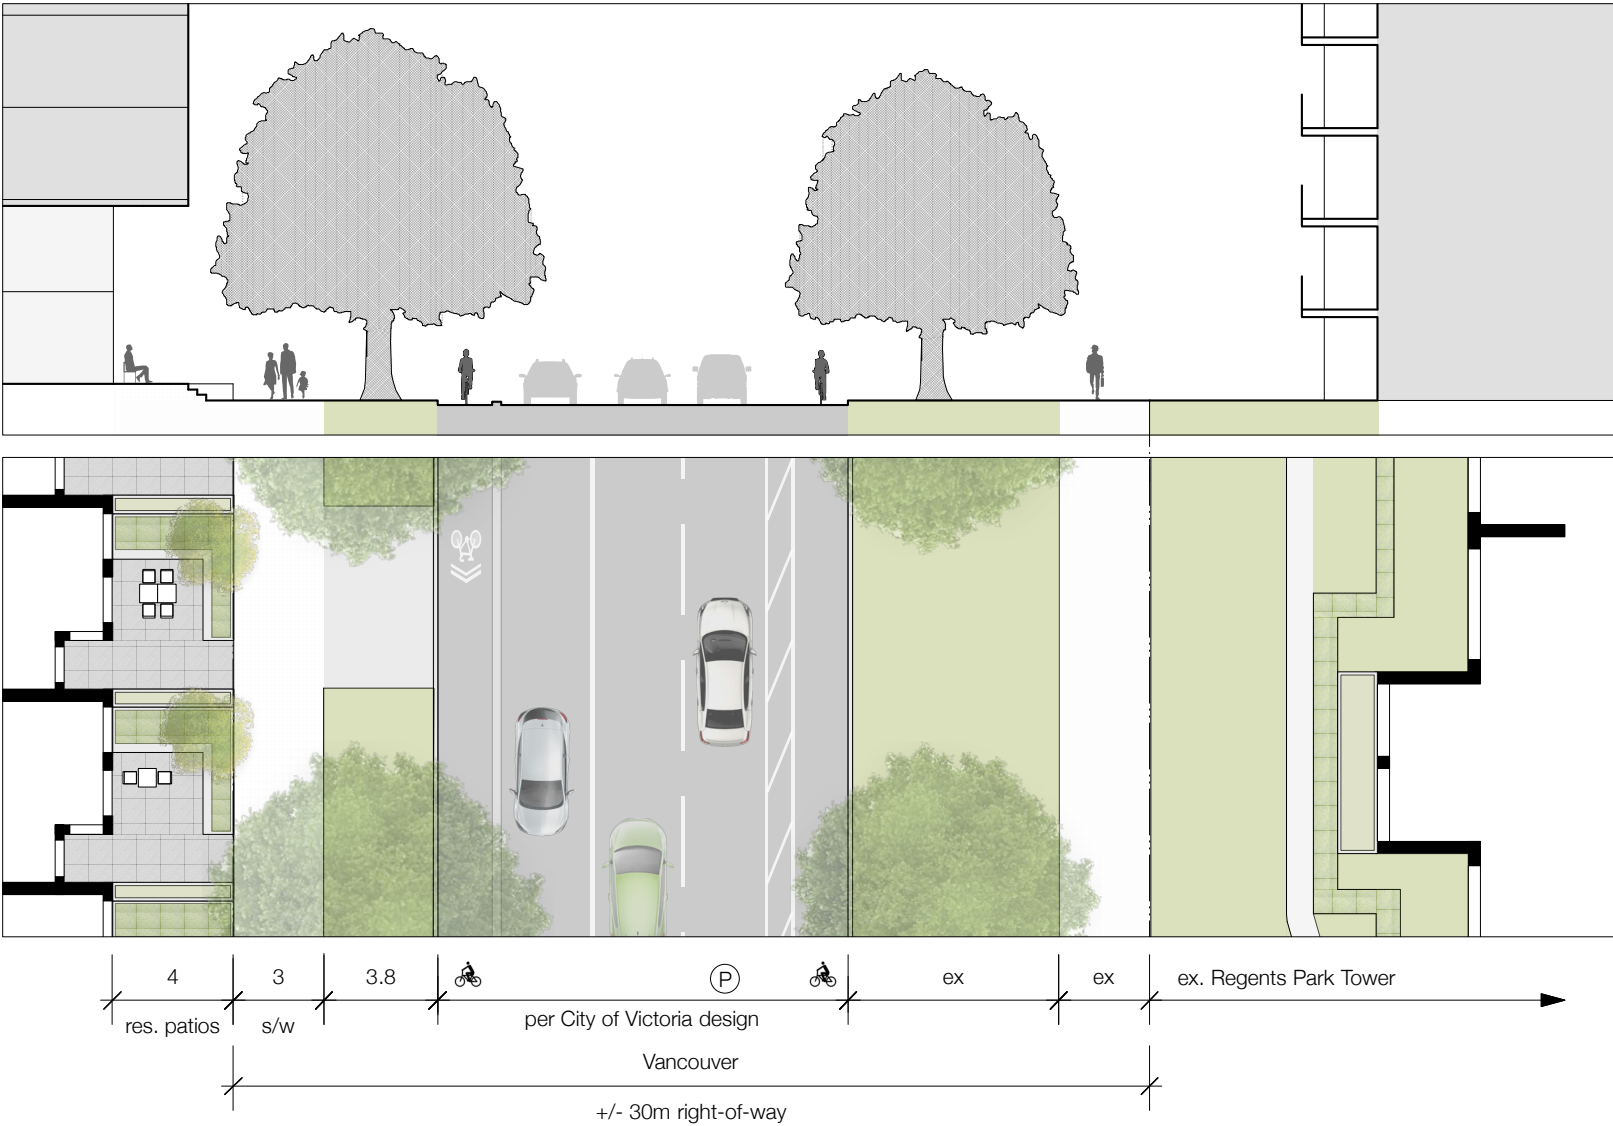 4 3 3.8 P ex ex ex. Regents Park Tower
res. patios s/w per City of Victoria design
Vancouver
+/- 30m right-of-way